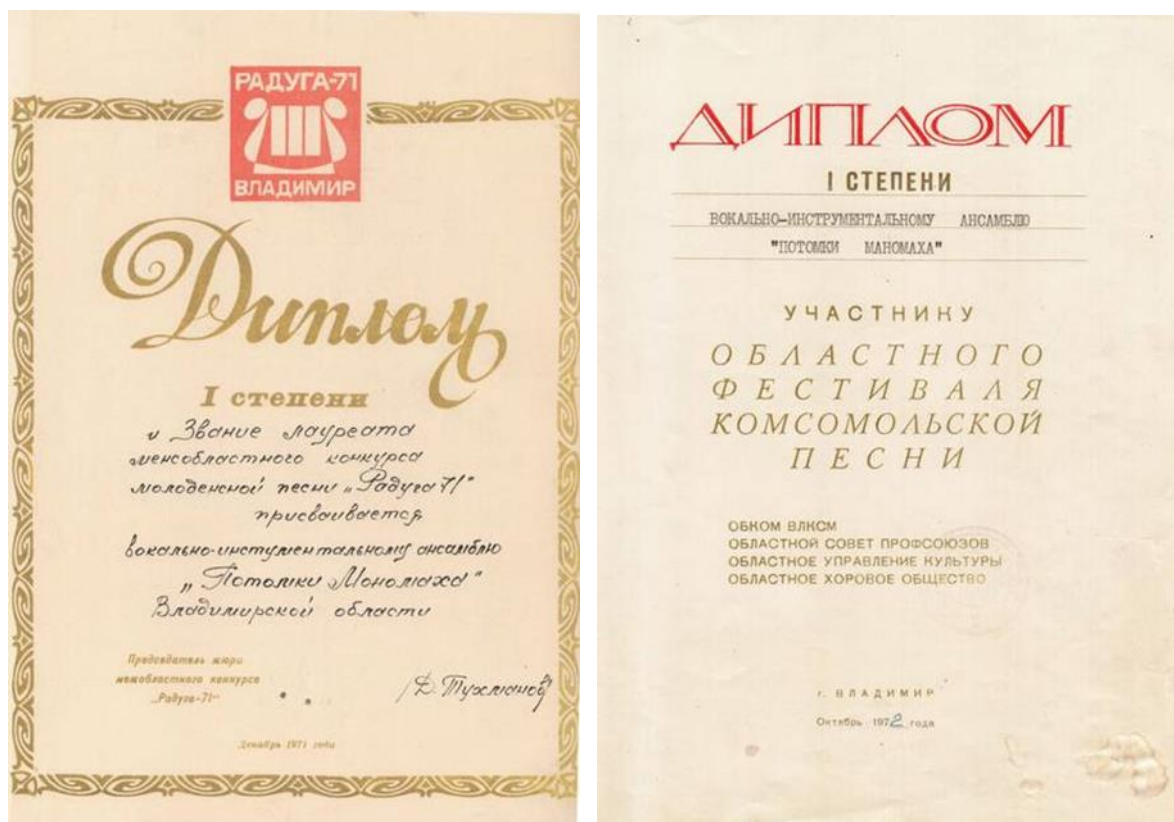 РАДУГА-71
ВЛАДИМИР
Диплом
I степени
и Звание лауреата
межобластного конкурса
молодежной песни „Радуга 71"
присваивается
вокально-инстументальному ансамблю
„Потомки Мономаха"
Владимирской области
Председатель жюри
межобластного конкурса
„Радуга-71"
/Д. Тухманов/
Декабрь 1971 года
ДИПЛОМ
I СТЕПЕНИ
ВОКАЛЬНО-ИНСТРУМЕНТАЛЬНОМУ АНСАМБЛЮ
"ПОТОМКИ МАНОМАХА"
УЧАСТНИКУ
ОБЛАСТНОГО
ФЕСТИВАЛЯ
КОМСОМОЛЬСКОЙ
ПЕСНИ
ОБКОМ ВЛКСМ
ОБЛАСТНОЙ СОВЕТ ПРОФСОЮЗОВ
ОБЛАСТНОЕ УПРАВЛЕНИЕ КУЛЬТУРЫ
ОБЛАСТНОЕ ХОРОВОЕ ОБЩЕСТВО
г. ВЛАДИМИР
Октябрь 1972 года